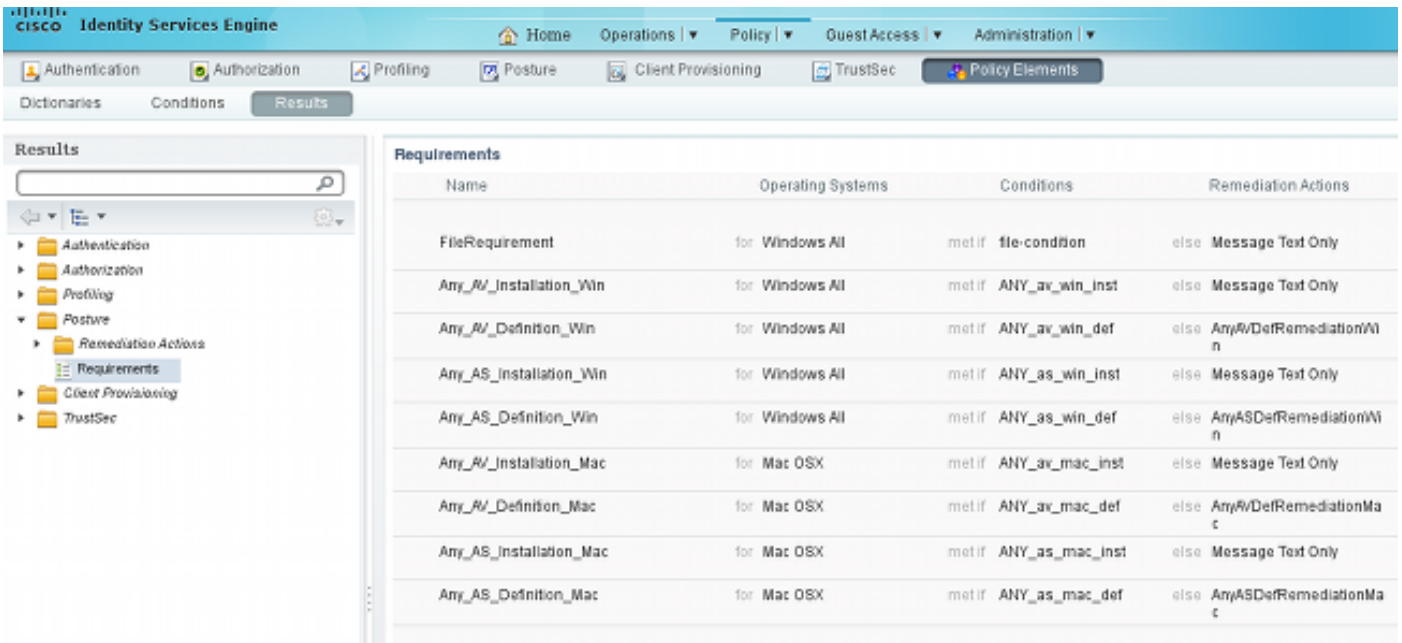 CISCO Identity Services Engine
Home Operations Policy Guest Access Administration
Authentication Authorization Profiling Posture Client Provisioning TrustSec Policy Elements
Dictionaries Conditions Results
Results
Authentication
Authorization
Profiling
Posture
Remediation Actions
Requirements
Client Provisioning
TrustSec
Requirements
Name Operating Systems Conditions Remediation Actions
FileRequirement for Windows All met if file-condition else Message Text Only
Any_AV_Installation_Win for Windows All met if ANY_av_win_inst else Message Text Only
Any_AV_Definition_Win for Windows All met if ANY_av_win_def else AnyAVDefRemediationWi
n
Any_AS_Installation_Win for Windows All met if ANY_as_win_inst else Message Text Only
Any_AS_Definition_Win for Windows All met if ANY_as_win_def else AnyASDefRemediationWi
n
Any_AV_Installation_Mac for Mac OSX met if ANY_av_mac_inst else Message Text Only
Any_AV_Definition_Mac for Mac OSX met if ANY_av_mac_def else AnyAVDefRemediationMa
c
Any_AS_Installation_Mac for Mac OSX met if ANY_as_mac_inst else Message Text Only
Any_AS_Definition_Mac for Mac OSX met if ANY_as_mac_def else AnyASDefRemediationMa
c